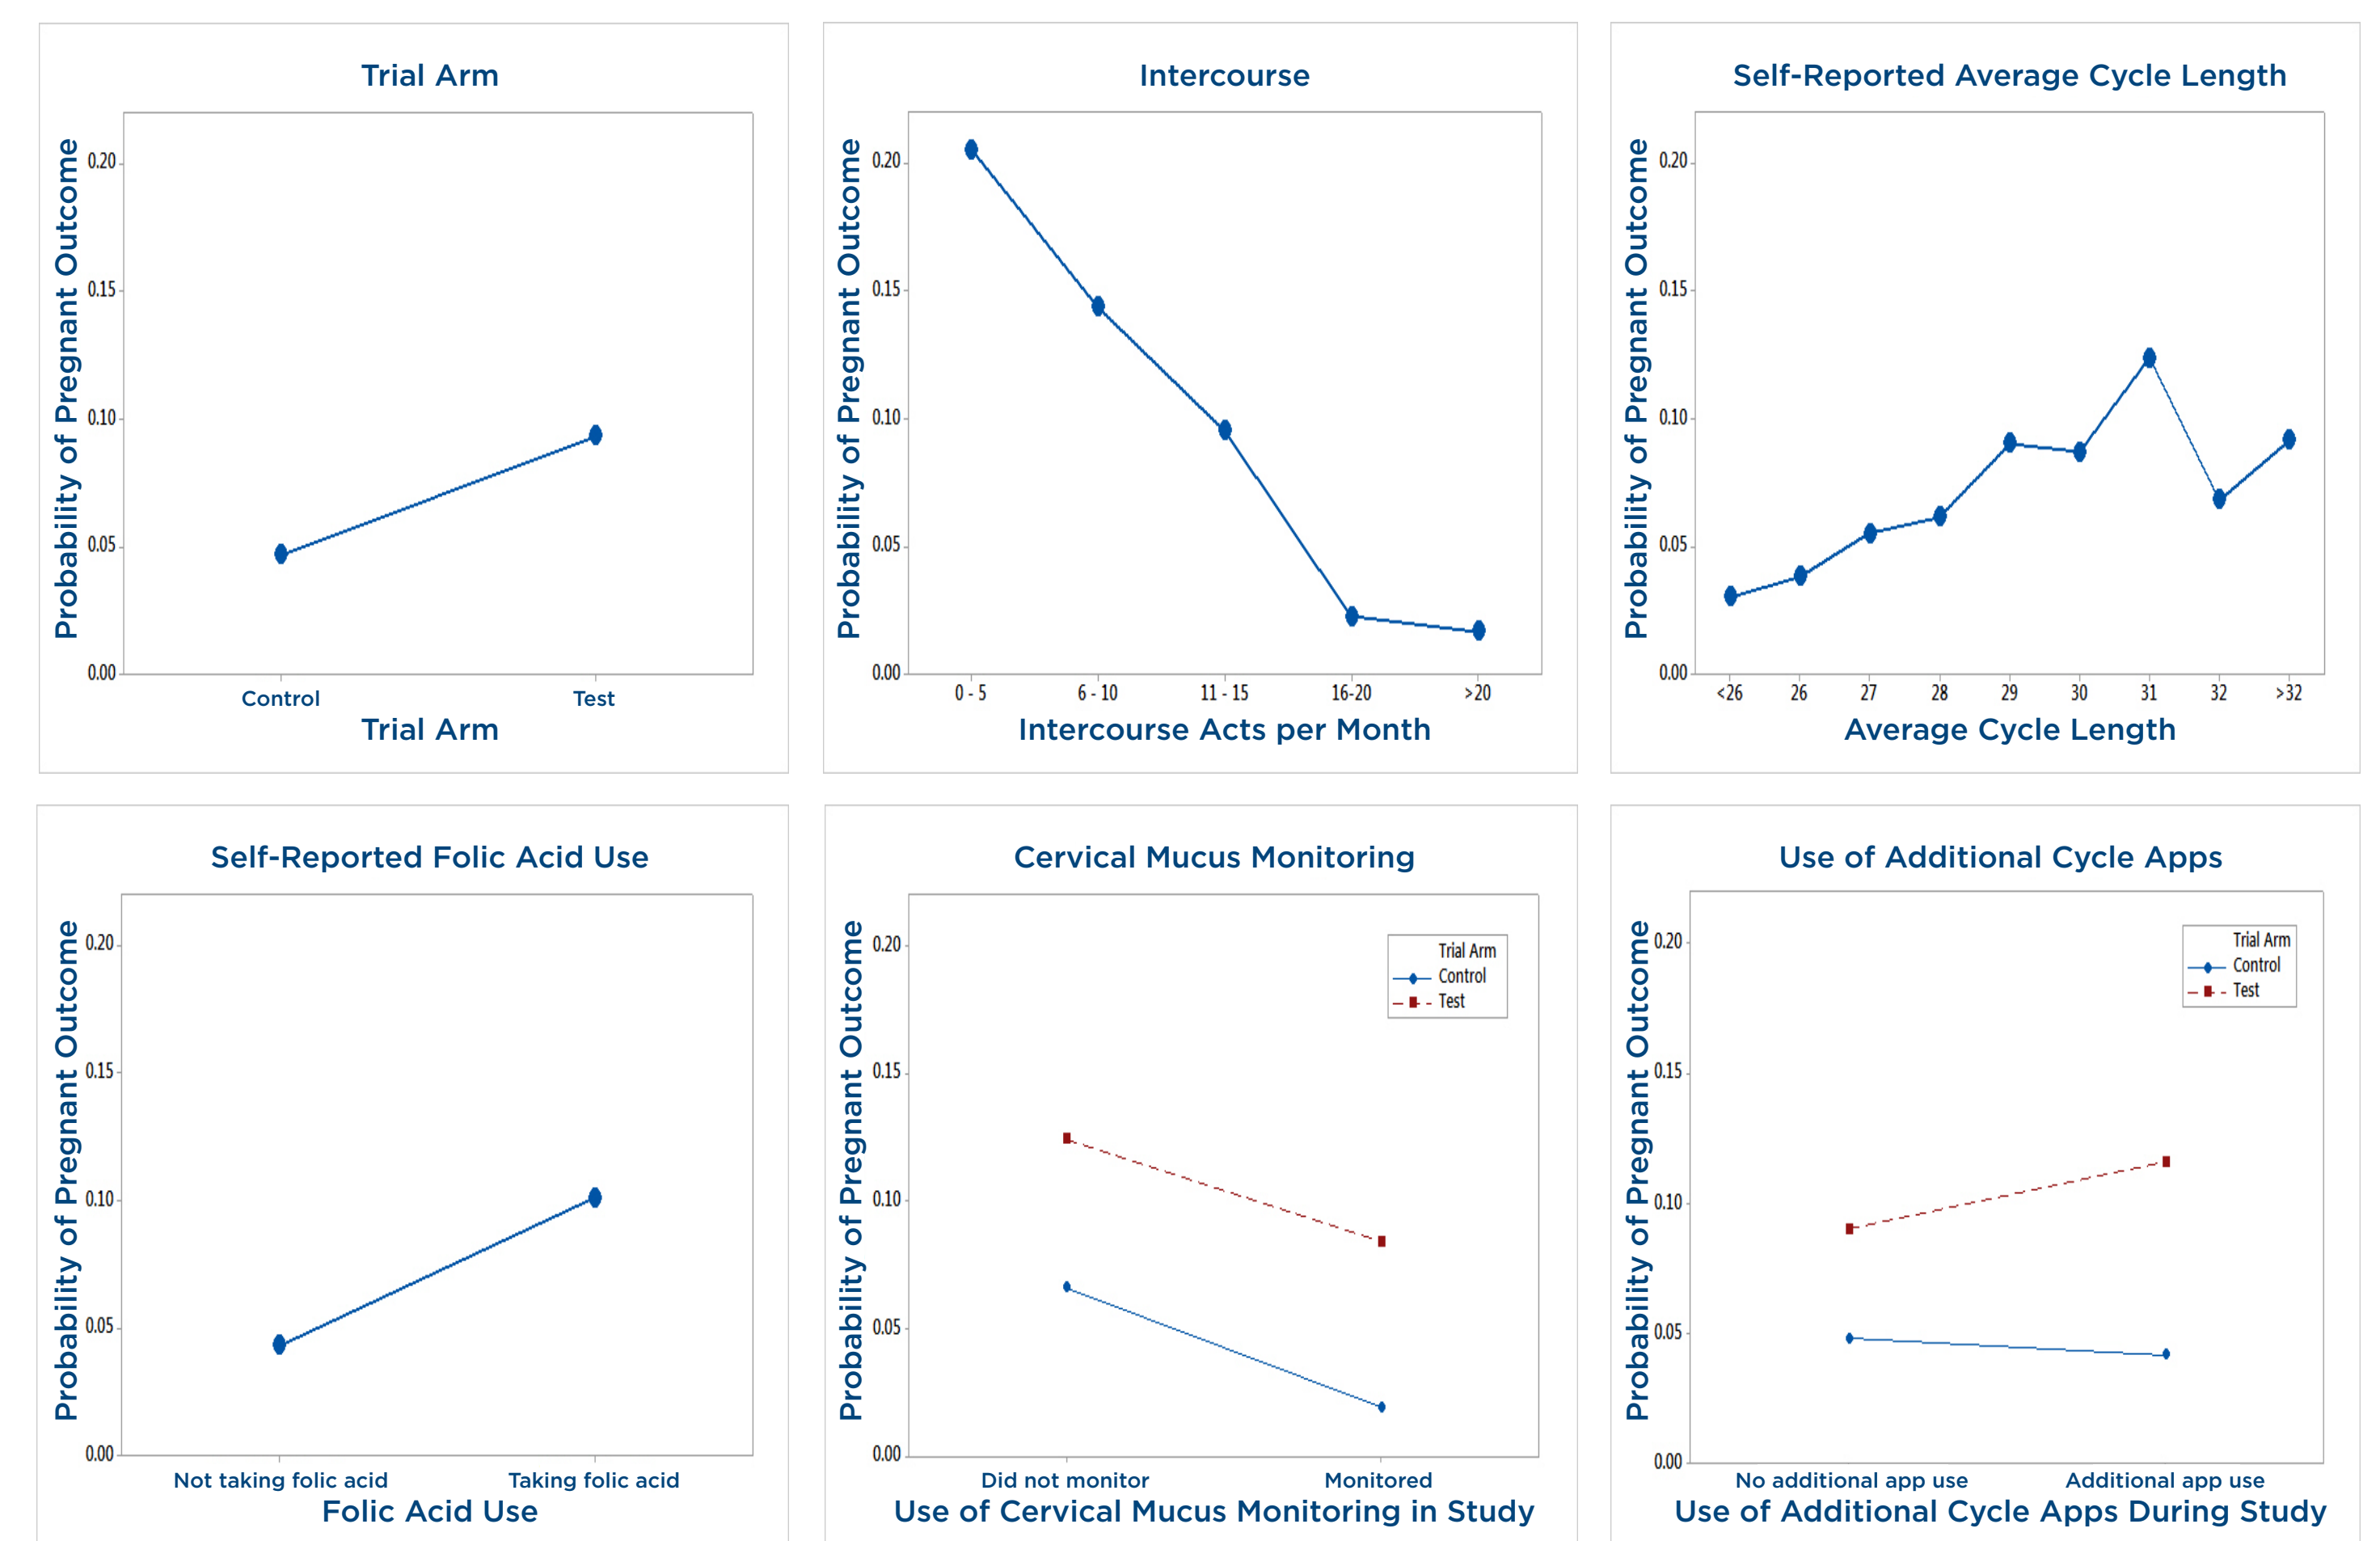 Trial Arm
Probability of Pregnant Outcome
0.20
0.15
0.10
0.05
0.00
Control
Test
Trial Arm
Intercourse
Probability of Pregnant Outcome
0.20
0.15
0.10
0.05
0.00
0 - 5
6 - 10
11 - 15
16-20
>20
Intercourse Acts per Month
Self-Reported Average Cycle Length
Probability of Pregnant Outcome
0.20
0.15
0.10
0.05
0.00
<26
26
27
28
29
30
31
32
>32
Average Cycle Length
Self-Reported Folic Acid Use
Probability of Pregnant Outcome
0.20
0.15
0.10
0.05
0.00
Not taking folic acid
Taking folic acid
Folic Acid Use
Cervical Mucus Monitoring
Probability of Pregnant Outcome
0.20
0.15
0.10
0.05
0.00
Trial Arm
Control
Test
Did not monitor
Monitored
Use of Cervical Mucus Monitoring in Study
Use of Additional Cycle Apps
Probability of Pregnant Outcome
0.20
0.15
0.10
0.05
0.00
Trial Arm
Control
Test
No additional app use
Additional app use
Use of Additional Cycle Apps During Study